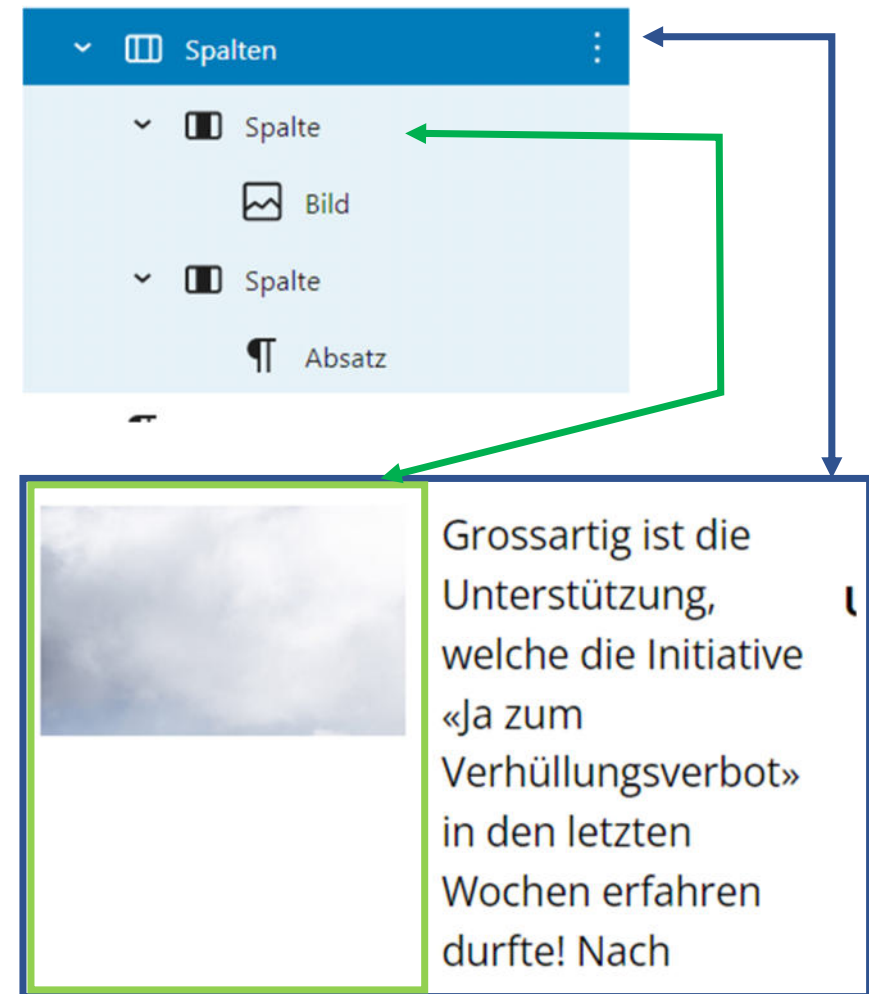 Spalten
Spalte
Bild
Spalte
Absatz
Grossartig ist die
Unterstützung,
welche die Initiative
«Ja zum
Verhüllungsverbot»
in den letzten
Wochen erfahren
durfte! Nach